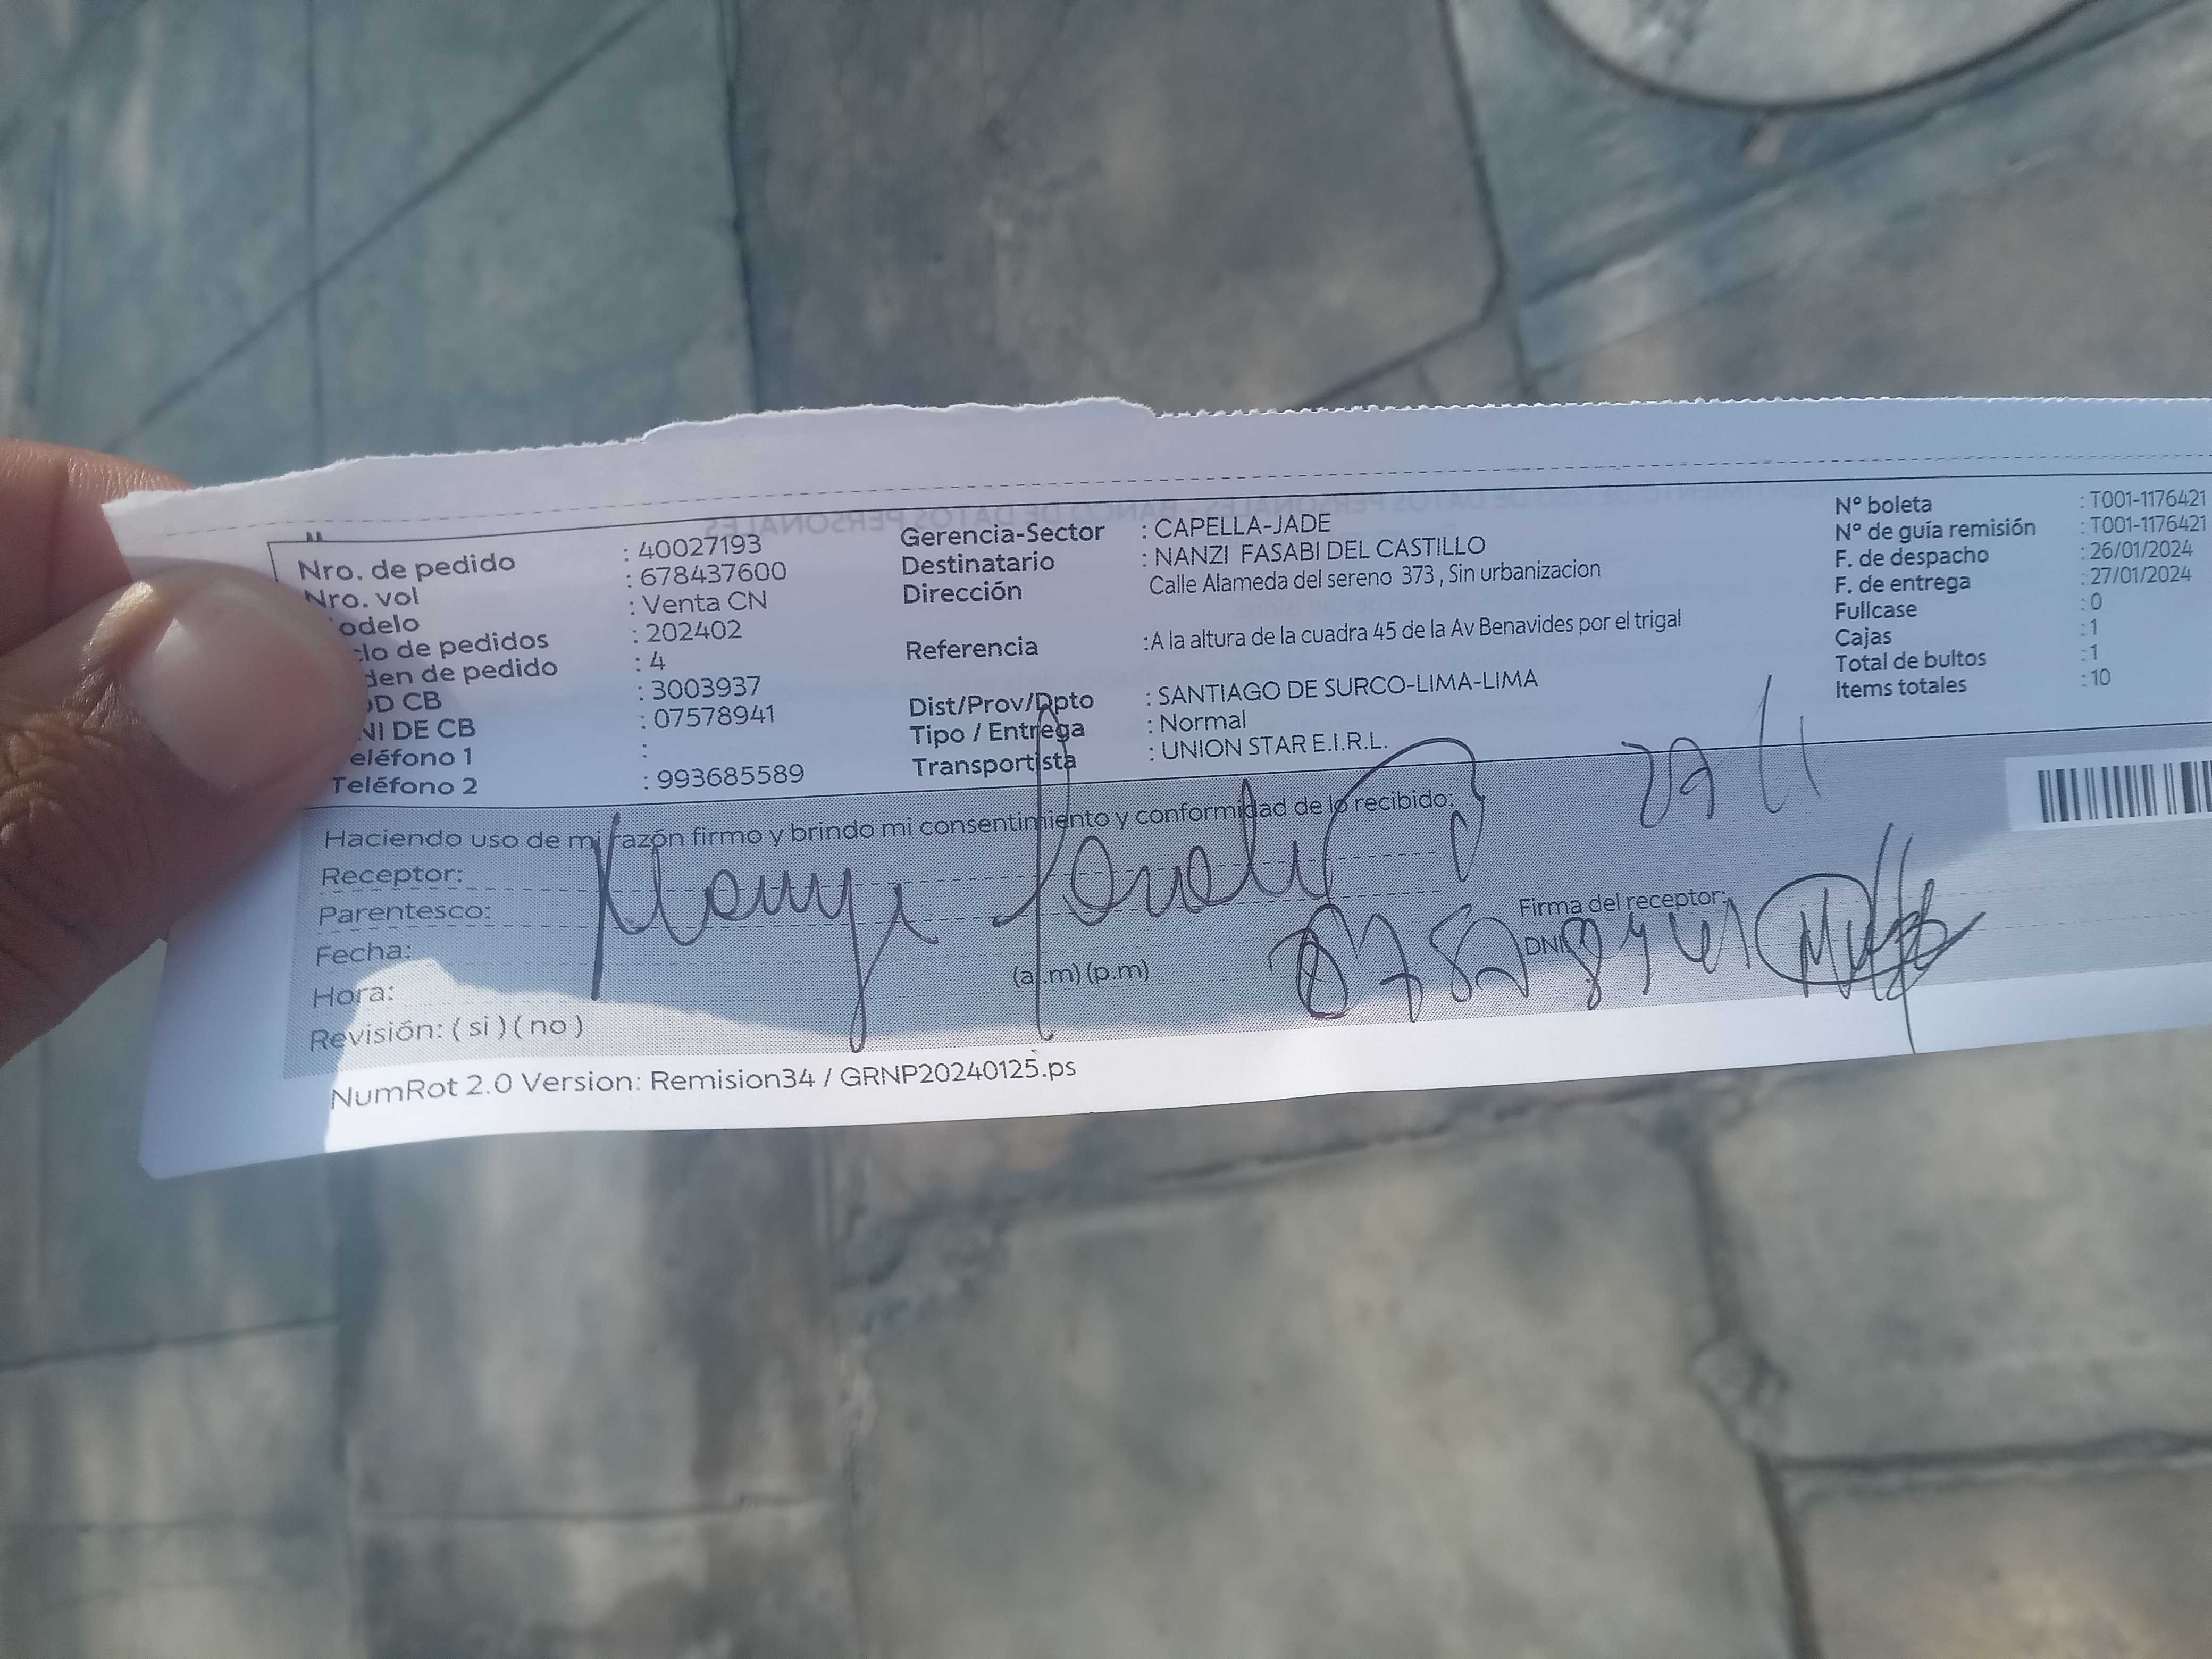 Nro. de pedido : 40027193
Nro. vol : 678437600
odelo : Venta CN
clo de pedidos : 202402
den de pedido : 4
OD CB : 3003937
NI DE CB : 07578941
eléfono 1 :
Teléfono 2 : 993685589
Gerencia-Sector : CAPELLA-JADE
Destinatario : NANZI FASABI DEL CASTILLO
Dirección Calle Alameda del sereno 373 , Sin urbanizacion
Referencia :A la altura de la cuadra 45 de la Av Benavides por el trigal
Dist/Prov/Dpto : SANTIAGO DE SURCO-LIMA-LIMA
Tipo / Entrega : Normal
Transportista : UNION STAR E.I.R.L.
N° boleta : T001-1176421
N° de guía remisión : T001-1176421
F. de despacho : 26/01/2024
F. de entrega : 27/01/2024
Fullcase : 0
Cajas : 1
Total de bultos : 1
Items totales : 10
Haciendo uso de mi razón firmo y brindo mi consentimiento y conformidad de lo recibido:
Receptor:
Parentesco:
Fecha:
Hora: (a.m) (p.m)
Revisión: ( si ) ( no )
Firma del receptor:
DNI
NumRot 2.0 Version: Remision34 / GRNP20240125.ps